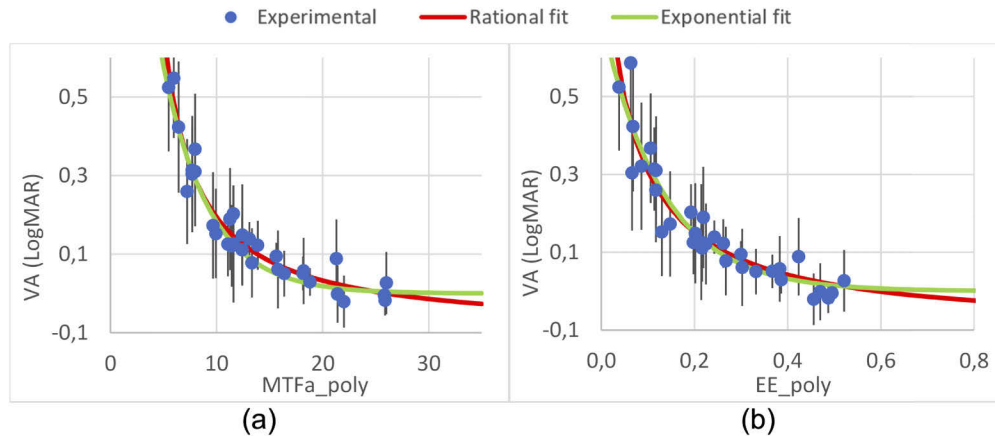 Experimental Rational fit Exponential fit
VA (LogMAR)
0,5
0,3
0,1
-0,1
0 10 20 30
MTFa_poly
(a)
VA (LogMAR)
0,5
0,3
0,1
-0,1
0,0 0,2 0,4 0,6 0,8
EE_poly
(b)